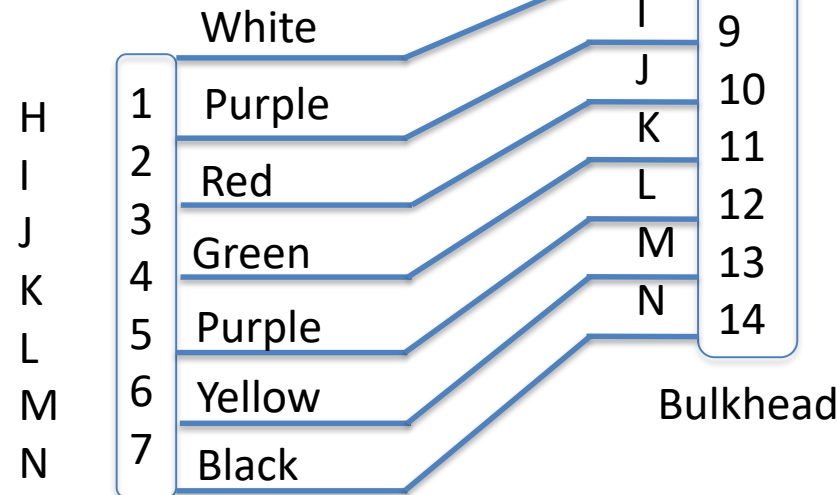 White
Purple
Red
Green
Purple
Yellow
Black
H
I
J
K
L
M
N
1
2
3
4
5
6
7
I
J
K
L
M
N
9
10
11
12
13
14
Bulkhead